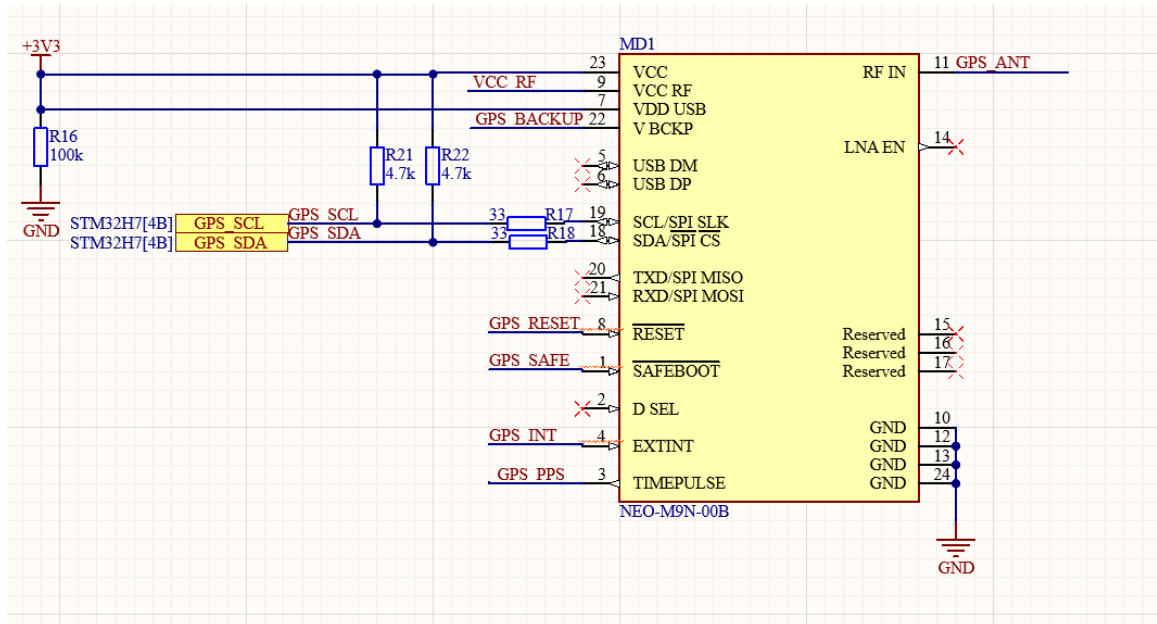 +3V3
MD1
23 VCC
RF IN 11 GPS_ANT
VCC_RF 9 VCC RF
7 VDD USB
GPS_BACKUP 22 V BCKP
R16
100k
LNA EN 14
R21
4.7k
R22
4.7k
5 USB DM
6 USB DP
GND
STM32H7[4B] GPS_SCL GPS_SCL 33 R17 19 SCL/SPI SLK
STM32H7[4B] GPS_SDA GPS_SDA 33 R18 18 SDA/SPI CS
20 TXD/SPI MISO
21 RXD/SPI MOSI
GPS_RESET 8 RESET
Reserved 15
Reserved 16
GPS_SAFE 1 SAFEBOOT
Reserved 17
2 D SEL
GND 10
GPS_INT 4 EXTINT
GND 12
GND 13
GPS_PPS 3 TIMEPULSE
GND 24
NEO-M9N-00B
GND